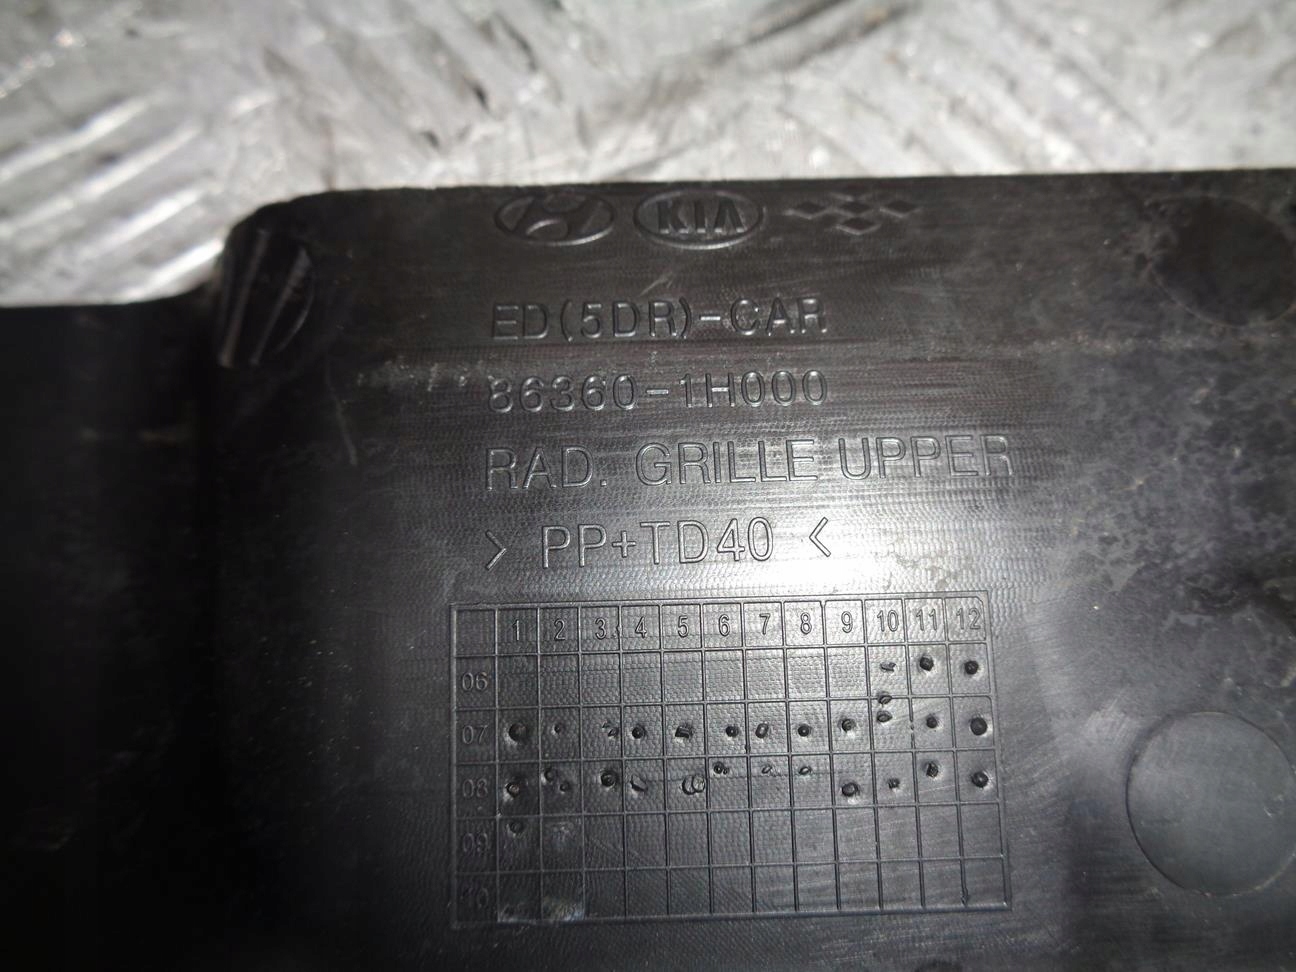 KIA
ED(5DR)-CAR
86360-1H000
RAD. GRILLE UPPER
> PP+TD40 <
1 2 3 4 5 6 7 8 9 10 11 12
06
07
08
09
10